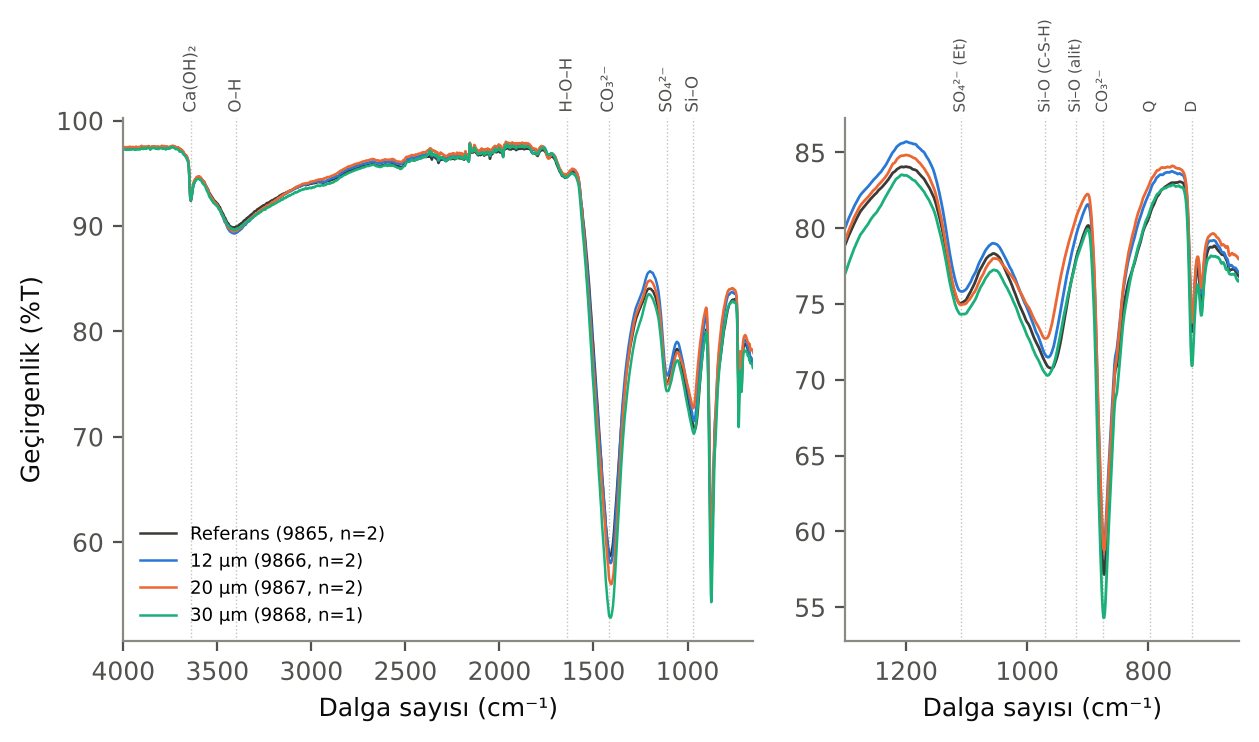 Ca(OH)₂
O–H
H–O–H
CO₃²⁻
SO₄²⁻
Si–O
Geçirgenlik (%T)
100
90
80
70
60
Referans (9865, n=2)
12 µm (9866, n=2)
20 µm (9867, n=2)
30 µm (9868, n=1)
4000 3500 3000 2500 2000 1500 1000
Dalga sayısı (cm⁻¹)
SO₄²⁻ (Et)
Si–O (C-S-H)
Si–O (alit)
CO₃²⁻
Q
D
85
80
75
70
65
60
55
1200 1000 800
Dalga sayısı (cm⁻¹)